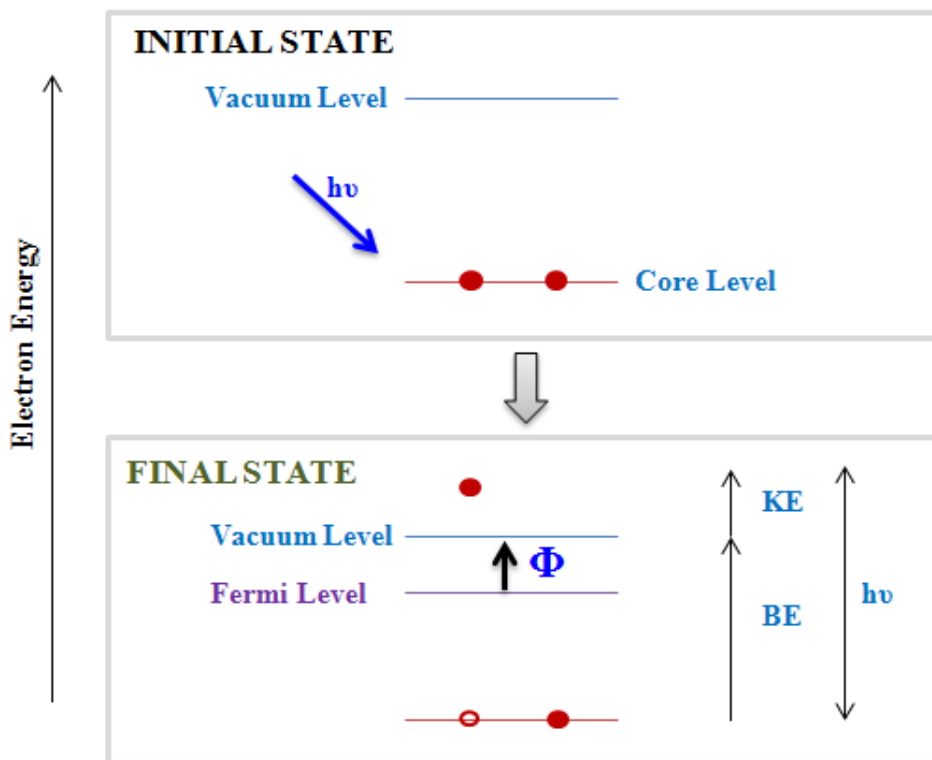 INITIAL STATE
Vacuum Level
hυ
Core Level
Electron Energy
FINAL STATE
KE
Vacuum Level
Φ
Fermi Level
BE
hυ